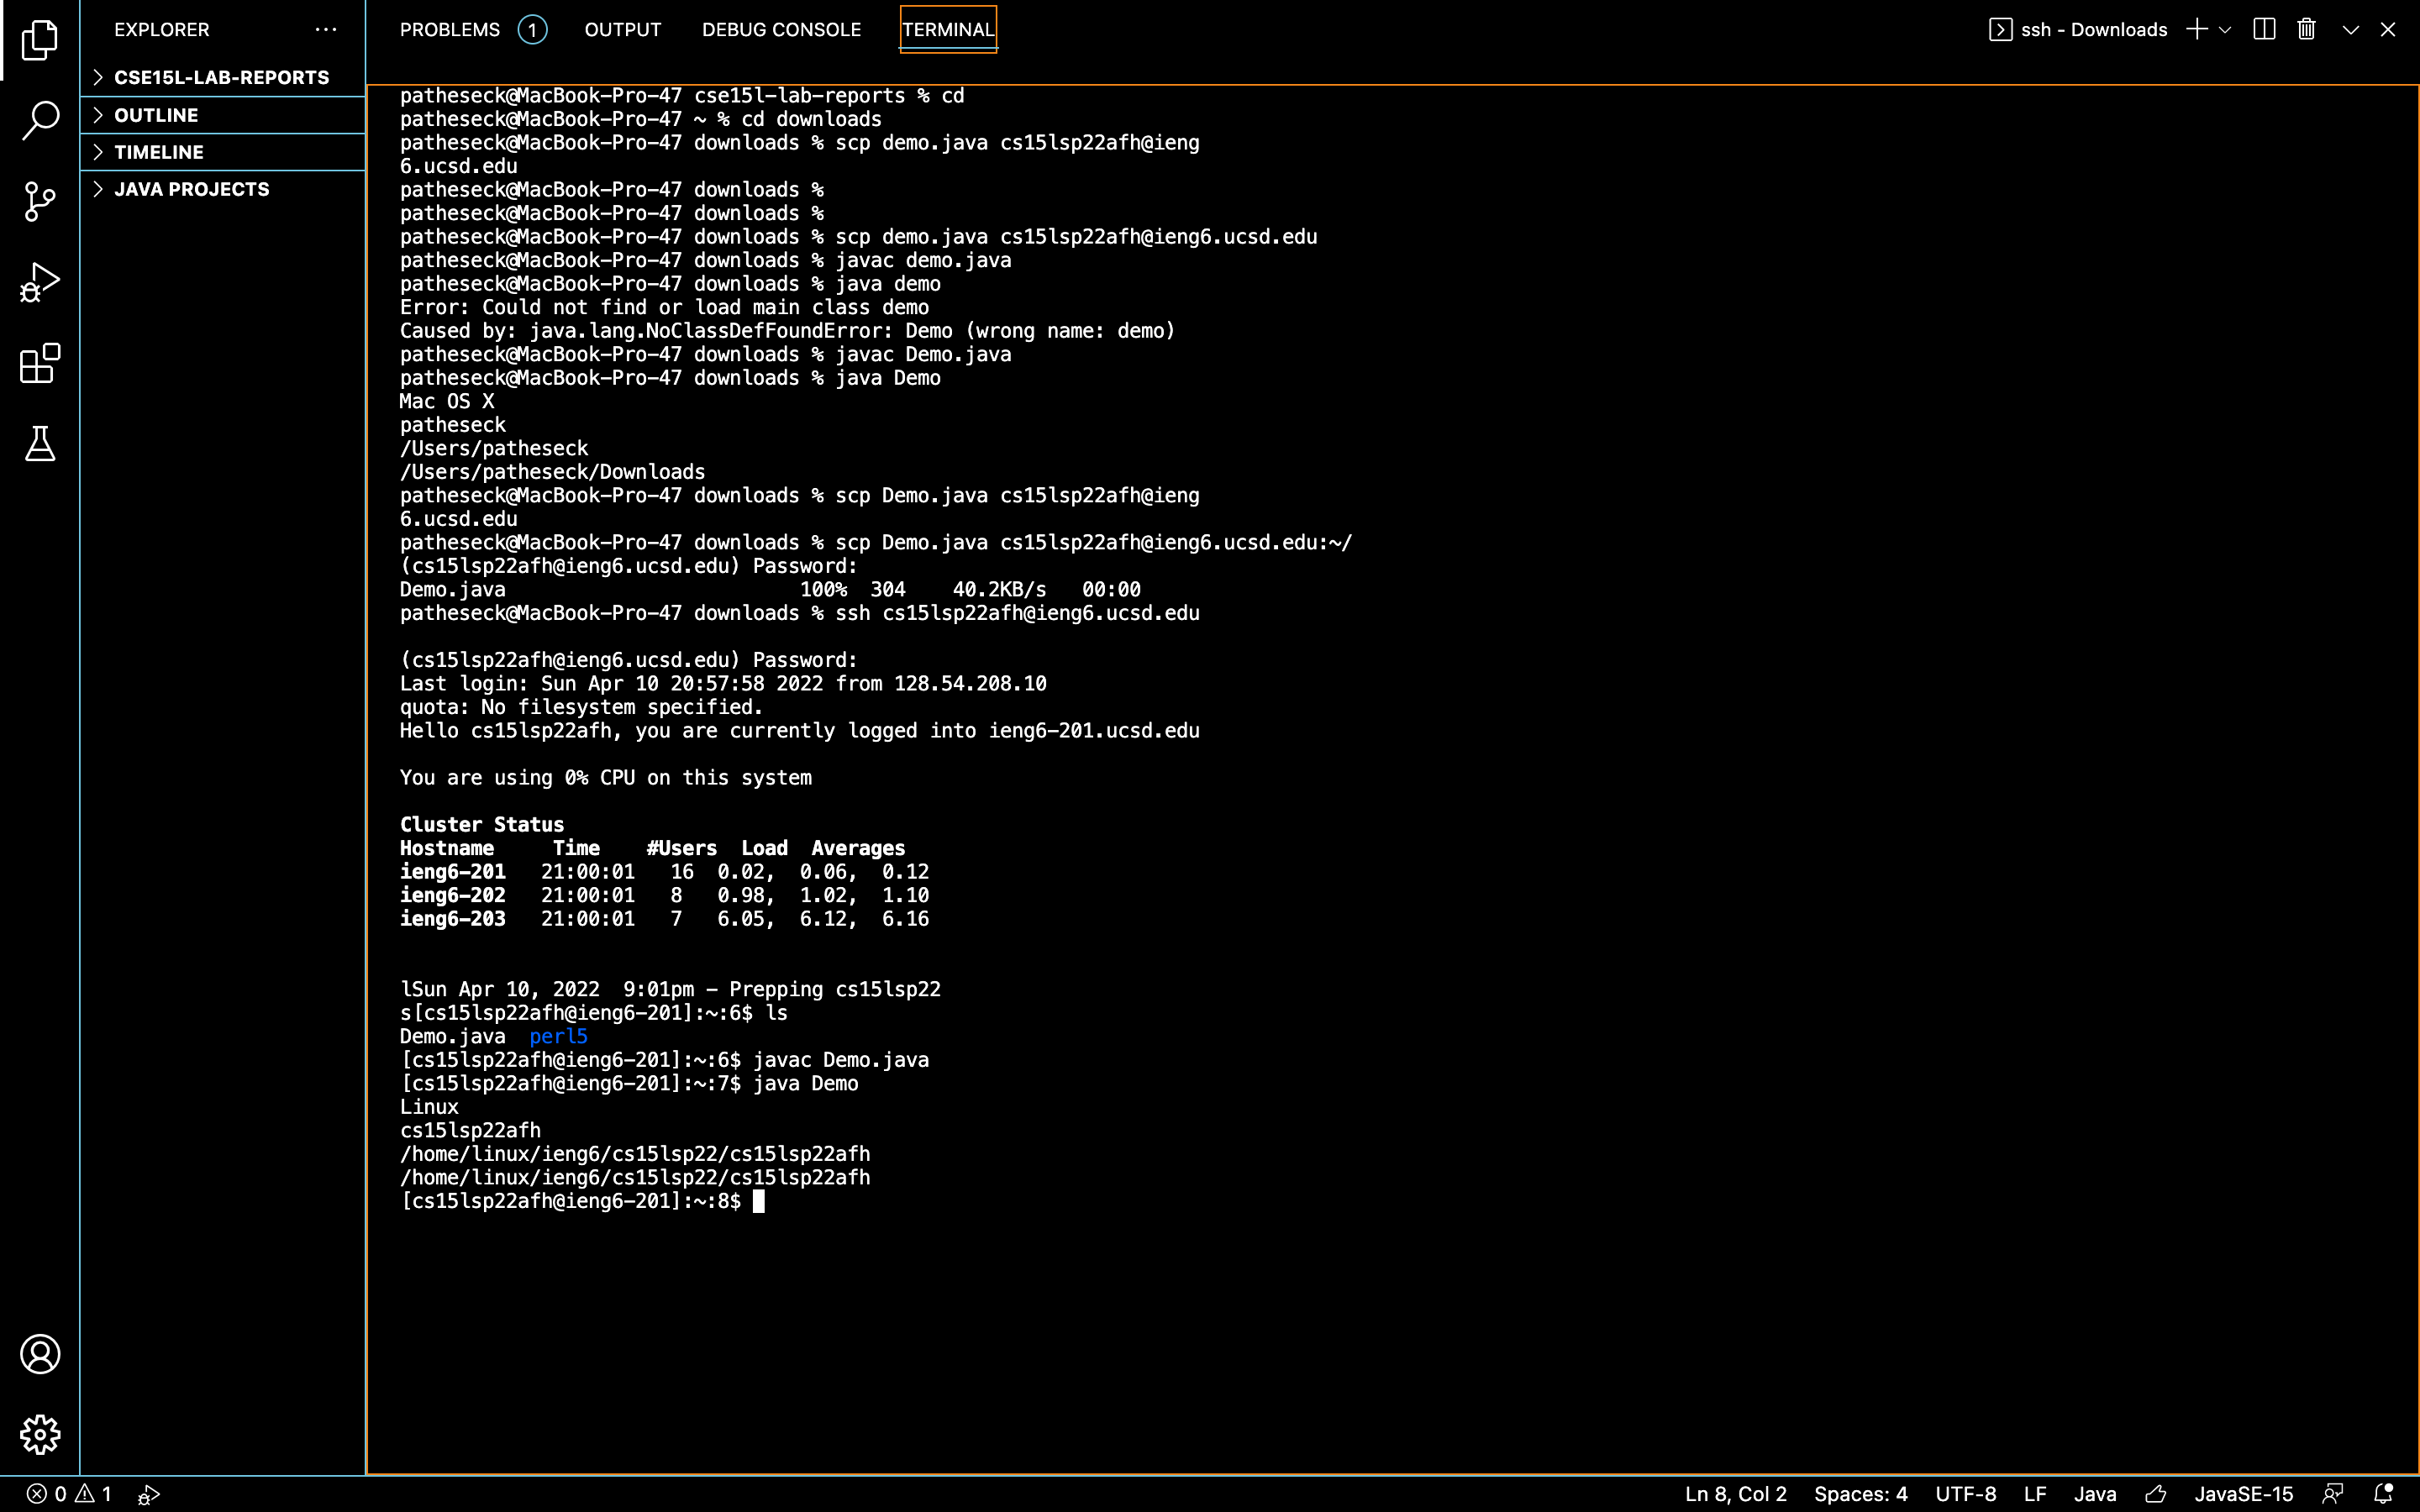 EXPLORER
CSE15L-LAB-REPORTS
OUTLINE
TIMELINE
JAVA PROJECTS
PROBLEMS 1 OUTPUT DEBUG CONSOLE TERMINAL
ssh - Downloads
patheseck@MacBook-Pro-47 cse15l-lab-reports % cd
patheseck@MacBook-Pro-47 ~ % cd downloads
patheseck@MacBook-Pro-47 downloads % scp demo.java cs15lsp22afh@ieng
6.ucsd.edu
patheseck@MacBook-Pro-47 downloads %
patheseck@MacBook-Pro-47 downloads %
patheseck@MacBook-Pro-47 downloads % scp demo.java cs15lsp22afh@ieng6.ucsd.edu
patheseck@MacBook-Pro-47 downloads % javac demo.java
patheseck@MacBook-Pro-47 downloads % java demo
Error: Could not find or load main class demo
Caused by: java.lang.NoClassDefFoundError: Demo (wrong name: demo)
patheseck@MacBook-Pro-47 downloads % javac Demo.java
patheseck@MacBook-Pro-47 downloads % java Demo
Mac OS X
patheseck
/Users/patheseck
/Users/patheseck/Downloads
patheseck@MacBook-Pro-47 downloads % scp Demo.java cs15lsp22afh@ieng
6.ucsd.edu
patheseck@MacBook-Pro-47 downloads % scp Demo.java cs15lsp22afh@ieng6.ucsd.edu:~/
(cs15lsp22afh@ieng6.ucsd.edu) Password:
Demo.java 100% 304 40.2KB/s 00:00
patheseck@MacBook-Pro-47 downloads % ssh cs15lsp22afh@ieng6.ucsd.edu
(cs15lsp22afh@ieng6.ucsd.edu) Password:
Last login: Sun Apr 10 20:57:58 2022 from 128.54.208.10
quota: No filesystem specified.
Hello cs15lsp22afh, you are currently logged into ieng6-201.ucsd.edu
You are using 0% CPU on this system
Cluster Status
Hostname Time #Users Load Averages
ieng6-201 21:00:01 16 0.02, 0.06, 0.12
ieng6-202 21:00:01 8 0.98, 1.02, 1.10
ieng6-203 21:00:01 7 6.05, 6.12, 6.16
lSun Apr 10, 2022 9:01pm - Prepping cs15lsp22
s[cs15lsp22afh@ieng6-201]:~:6$ ls
Demo.java perl5
[cs15lsp22afh@ieng6-201]:~:6$ javac Demo.java
[cs15lsp22afh@ieng6-201]:~:7$ java Demo
Linux
cs15lsp22afh
/home/linux/ieng6/cs15lsp22/cs15lsp22afh
/home/linux/ieng6/cs15lsp22/cs15lsp22afh
[cs15lsp22afh@ieng6-201]:~:8$
0 1 Ln 8, Col 2 Spaces: 4 UTF-8 LF Java JavaSE-15